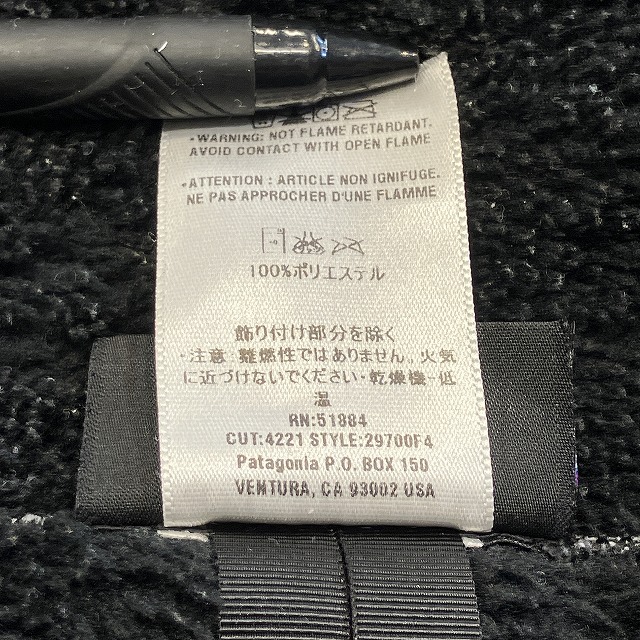 •WARNING: NOT FLAME RETARDANT.
AVOID CONTACT WITH OPEN FLAME
•ATTENTION : ARTICLE NON IGNIFUGE.
NE PAS APPROCHER D'UNE FLAMME
100%ポリエステル
飾り付け部分を除く
・注意：難燃性ではありません。火気
に近づけないでください・乾燥機-低
温
RN:51884
CUT:4221 STYLE:29700F4
Patagonia P.O. BOX 150
VENTURA, CA 93002 USA